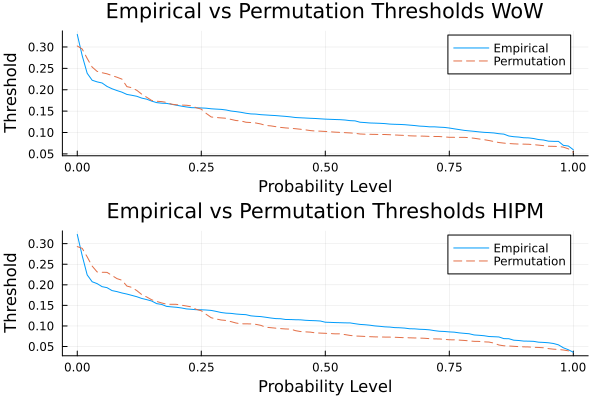 Empirical vs Permutation Thresholds WoW
Threshold
0.30
0.25
0.20
0.15
0.10
0.05
Empirical
Permutation
0.00 0.25 0.50 0.75 1.00
Probability Level
Empirical vs Permutation Thresholds HIPM
Threshold
0.30
0.25
0.20
0.15
0.10
0.05
Empirical
Permutation
0.00 0.25 0.50 0.75 1.00
Probability Level